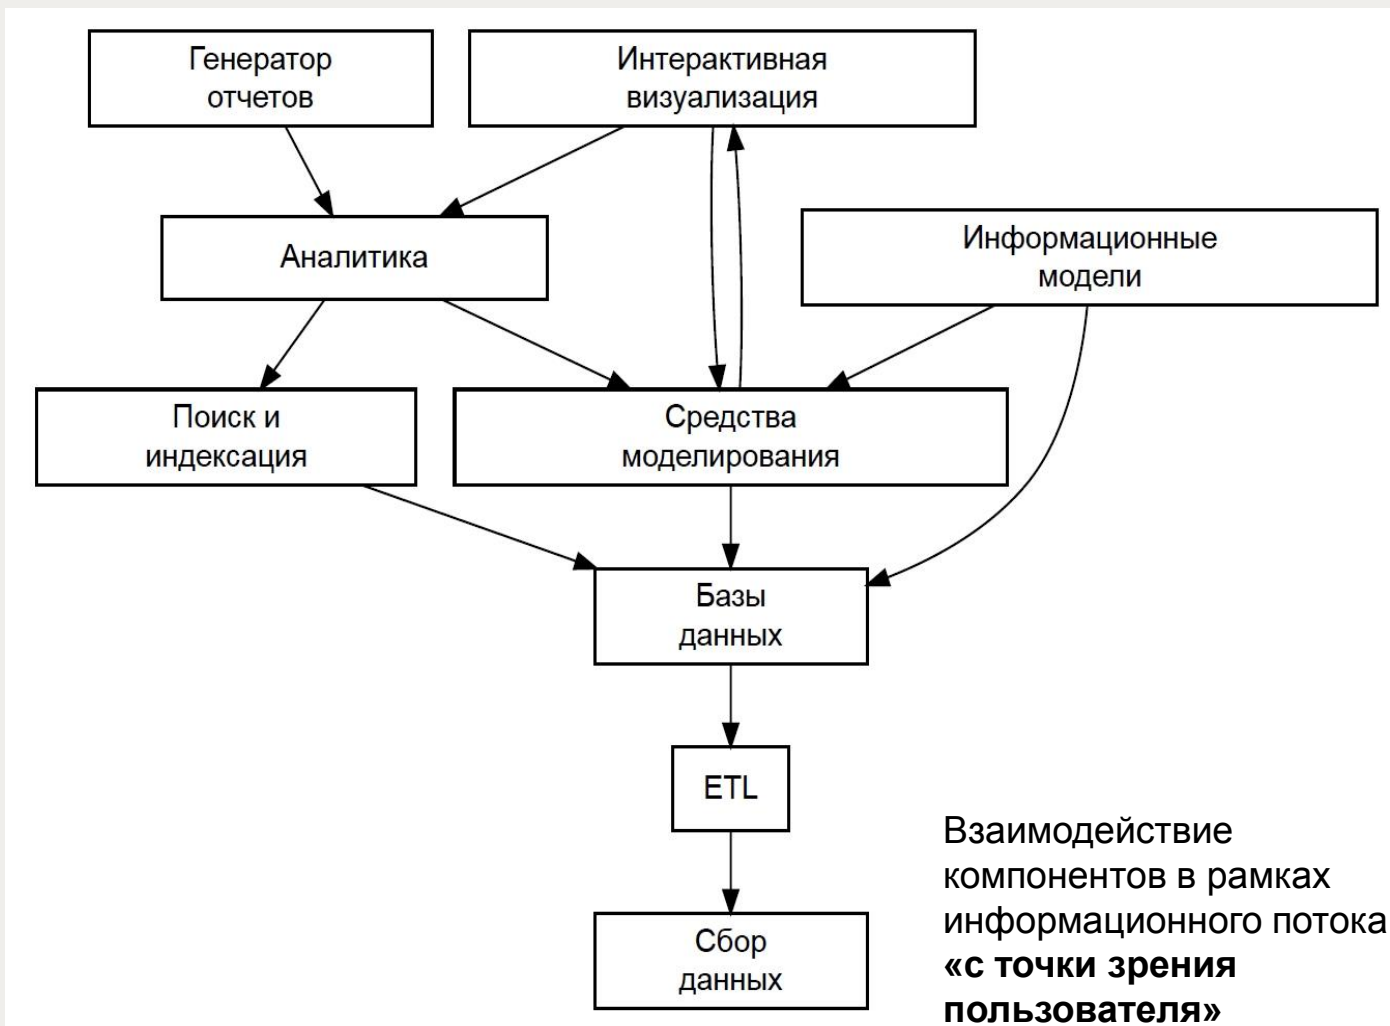 Генератор
отчетов
Интерактивная
визуализация
Аналитика
Информационные
модели
Поиск и
индексация
Средства
моделирования
Базы
данных
ETL
Сбор
данных
Взаимодействие
компонентов в рамках
информационного потока
«с точки зрения
пользователя»